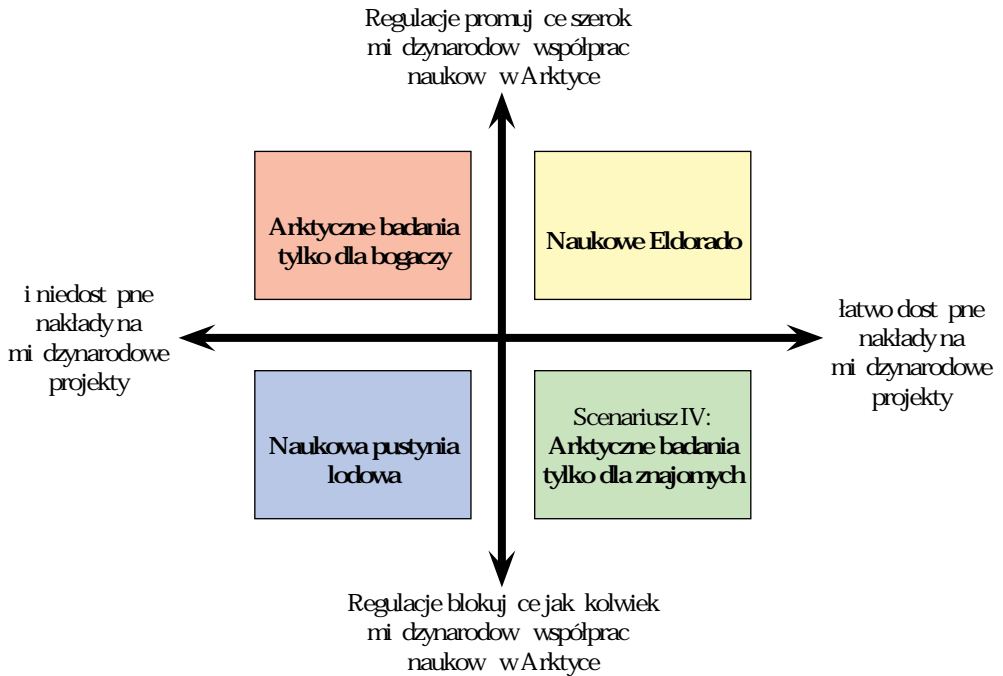 Regulacje promuj ce szerok
mi dzynarodow współprac
naukow w Arktyce
Arktyczne badania
tylko dla bogaczy
Naukowe Eldorado
i niedost pne
nakłady na
mi dzynarodowe
projekty
łatwo dost pne
nakłady na
mi dzynarodowe
projekty
Naukowa pustynia
lodowa
Scenariusz IV:
Arktyczne badania
tylko dla znajomych
Regulacje blokuj ce jak kolwiek
mi dzynarodow współprac
naukow w Arktyce